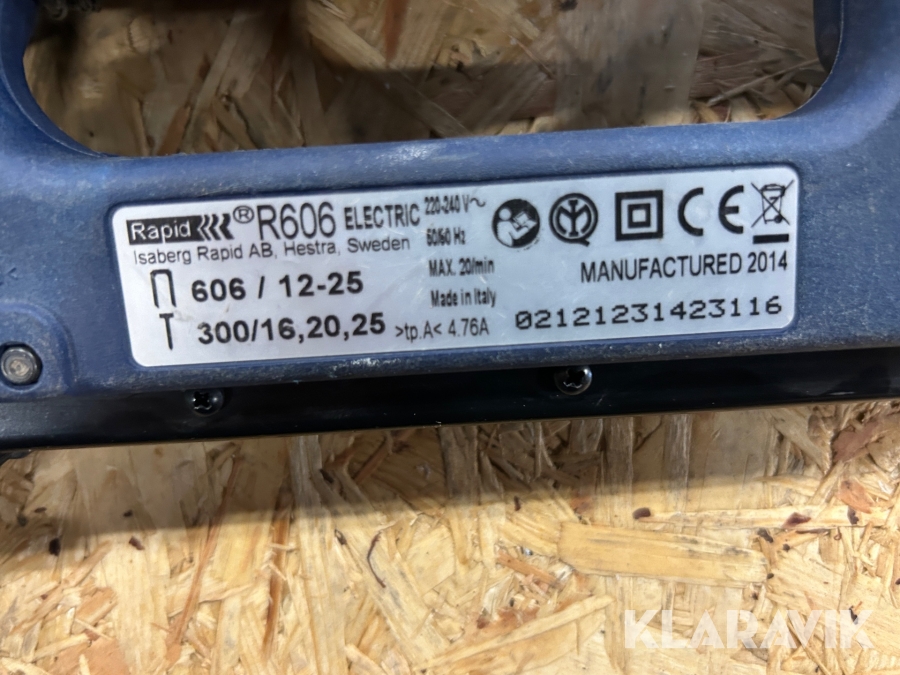 Rapid ®R606 ELECTRIC 220-240 V~
Isaberg Rapid AB, Hestra, Sweden 50/60 Hz
606 / 12-25 MAX. 20/min
Made in Italy
300/16,20,25 >tp.A< 4.76A
CE
MANUFACTURED 2014
02121231423116
KLARAVIK